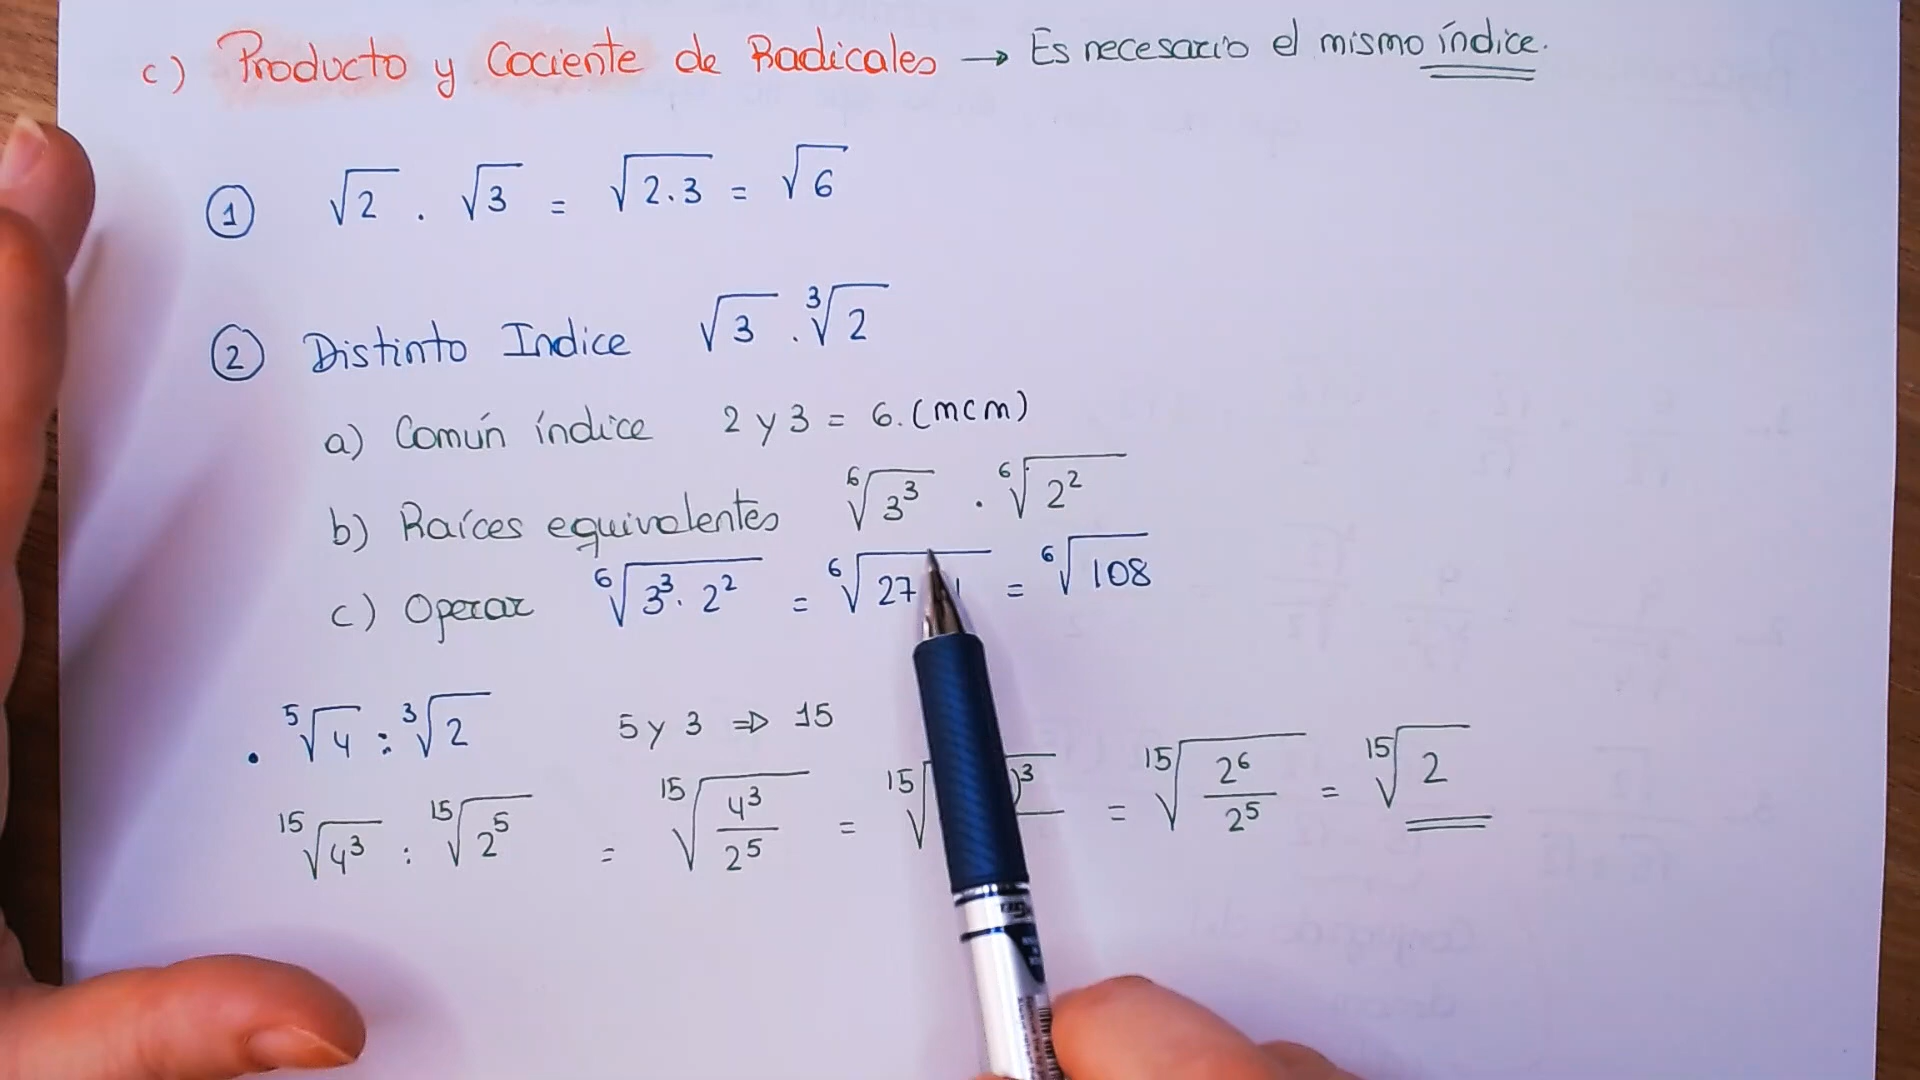 c) Producto y Cociente de Radicales → Es necesario el mismo índice.
① √2 . √3 = √2.3 = √6
② Distinto Indice √3 . ³√2
a) Común índice 2 y 3 = 6. (mcm)
b) Raíces equivalentes ⁶√3³ . ⁶√2²
c) Operar ⁶√3³. 2² = ⁶√27 = ⁶√108
. ⁵√4 : ³√2 5 y 3 ⇒ 15
¹⁵√4³ : ¹⁵√2⁵ = ¹⁵√4³/2⁵ = ¹⁵√ )³ = ¹⁵√2⁶/2⁵ = ¹⁵√2